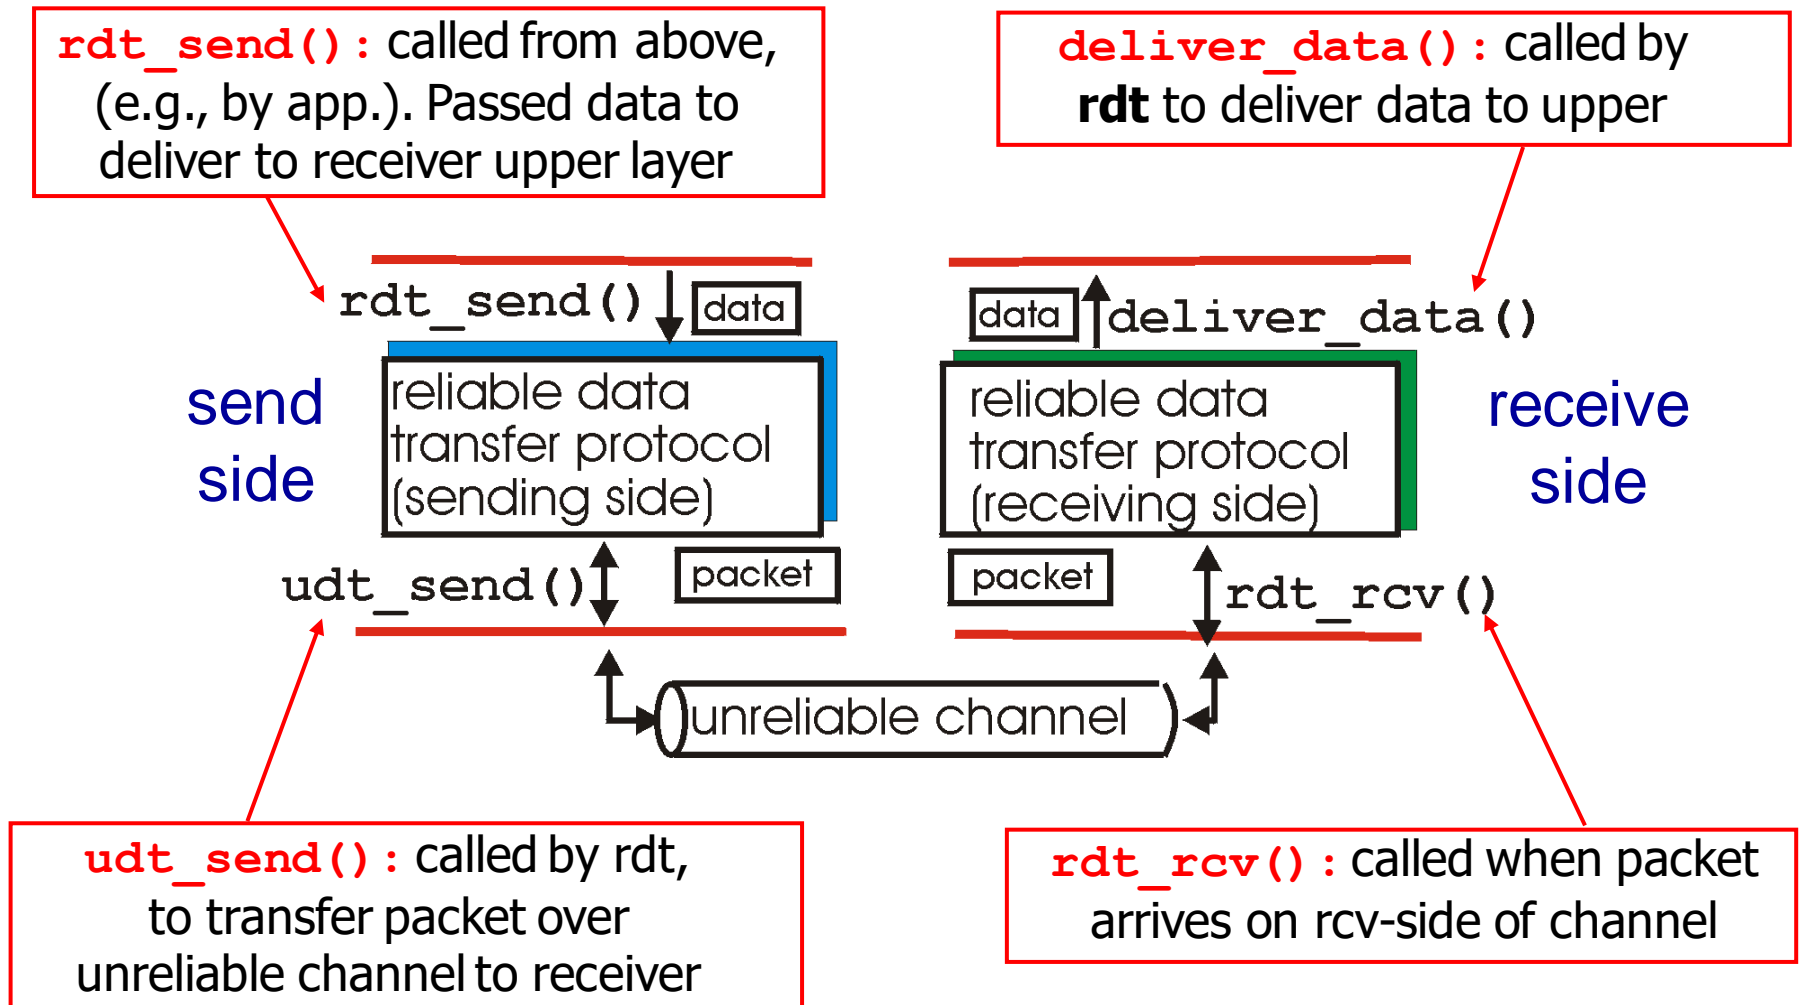 rdt_send(): called from above,
(e.g., by app.). Passed data to
deliver to receiver upper layer
deliver_data(): called by
rdt to deliver data to upper
rdt_send()
data
data
deliver_data()
send
side
reliable data
transfer protocol
(sending side)
reliable data
transfer protocol
(receiving side)
receive
side
udt_send()
packet
packet
rdt_rcv()
unreliable channel
udt_send(): called by rdt,
to transfer packet over
unreliable channel to receiver
rdt_rcv(): called when packet
arrives on rcv-side of channel